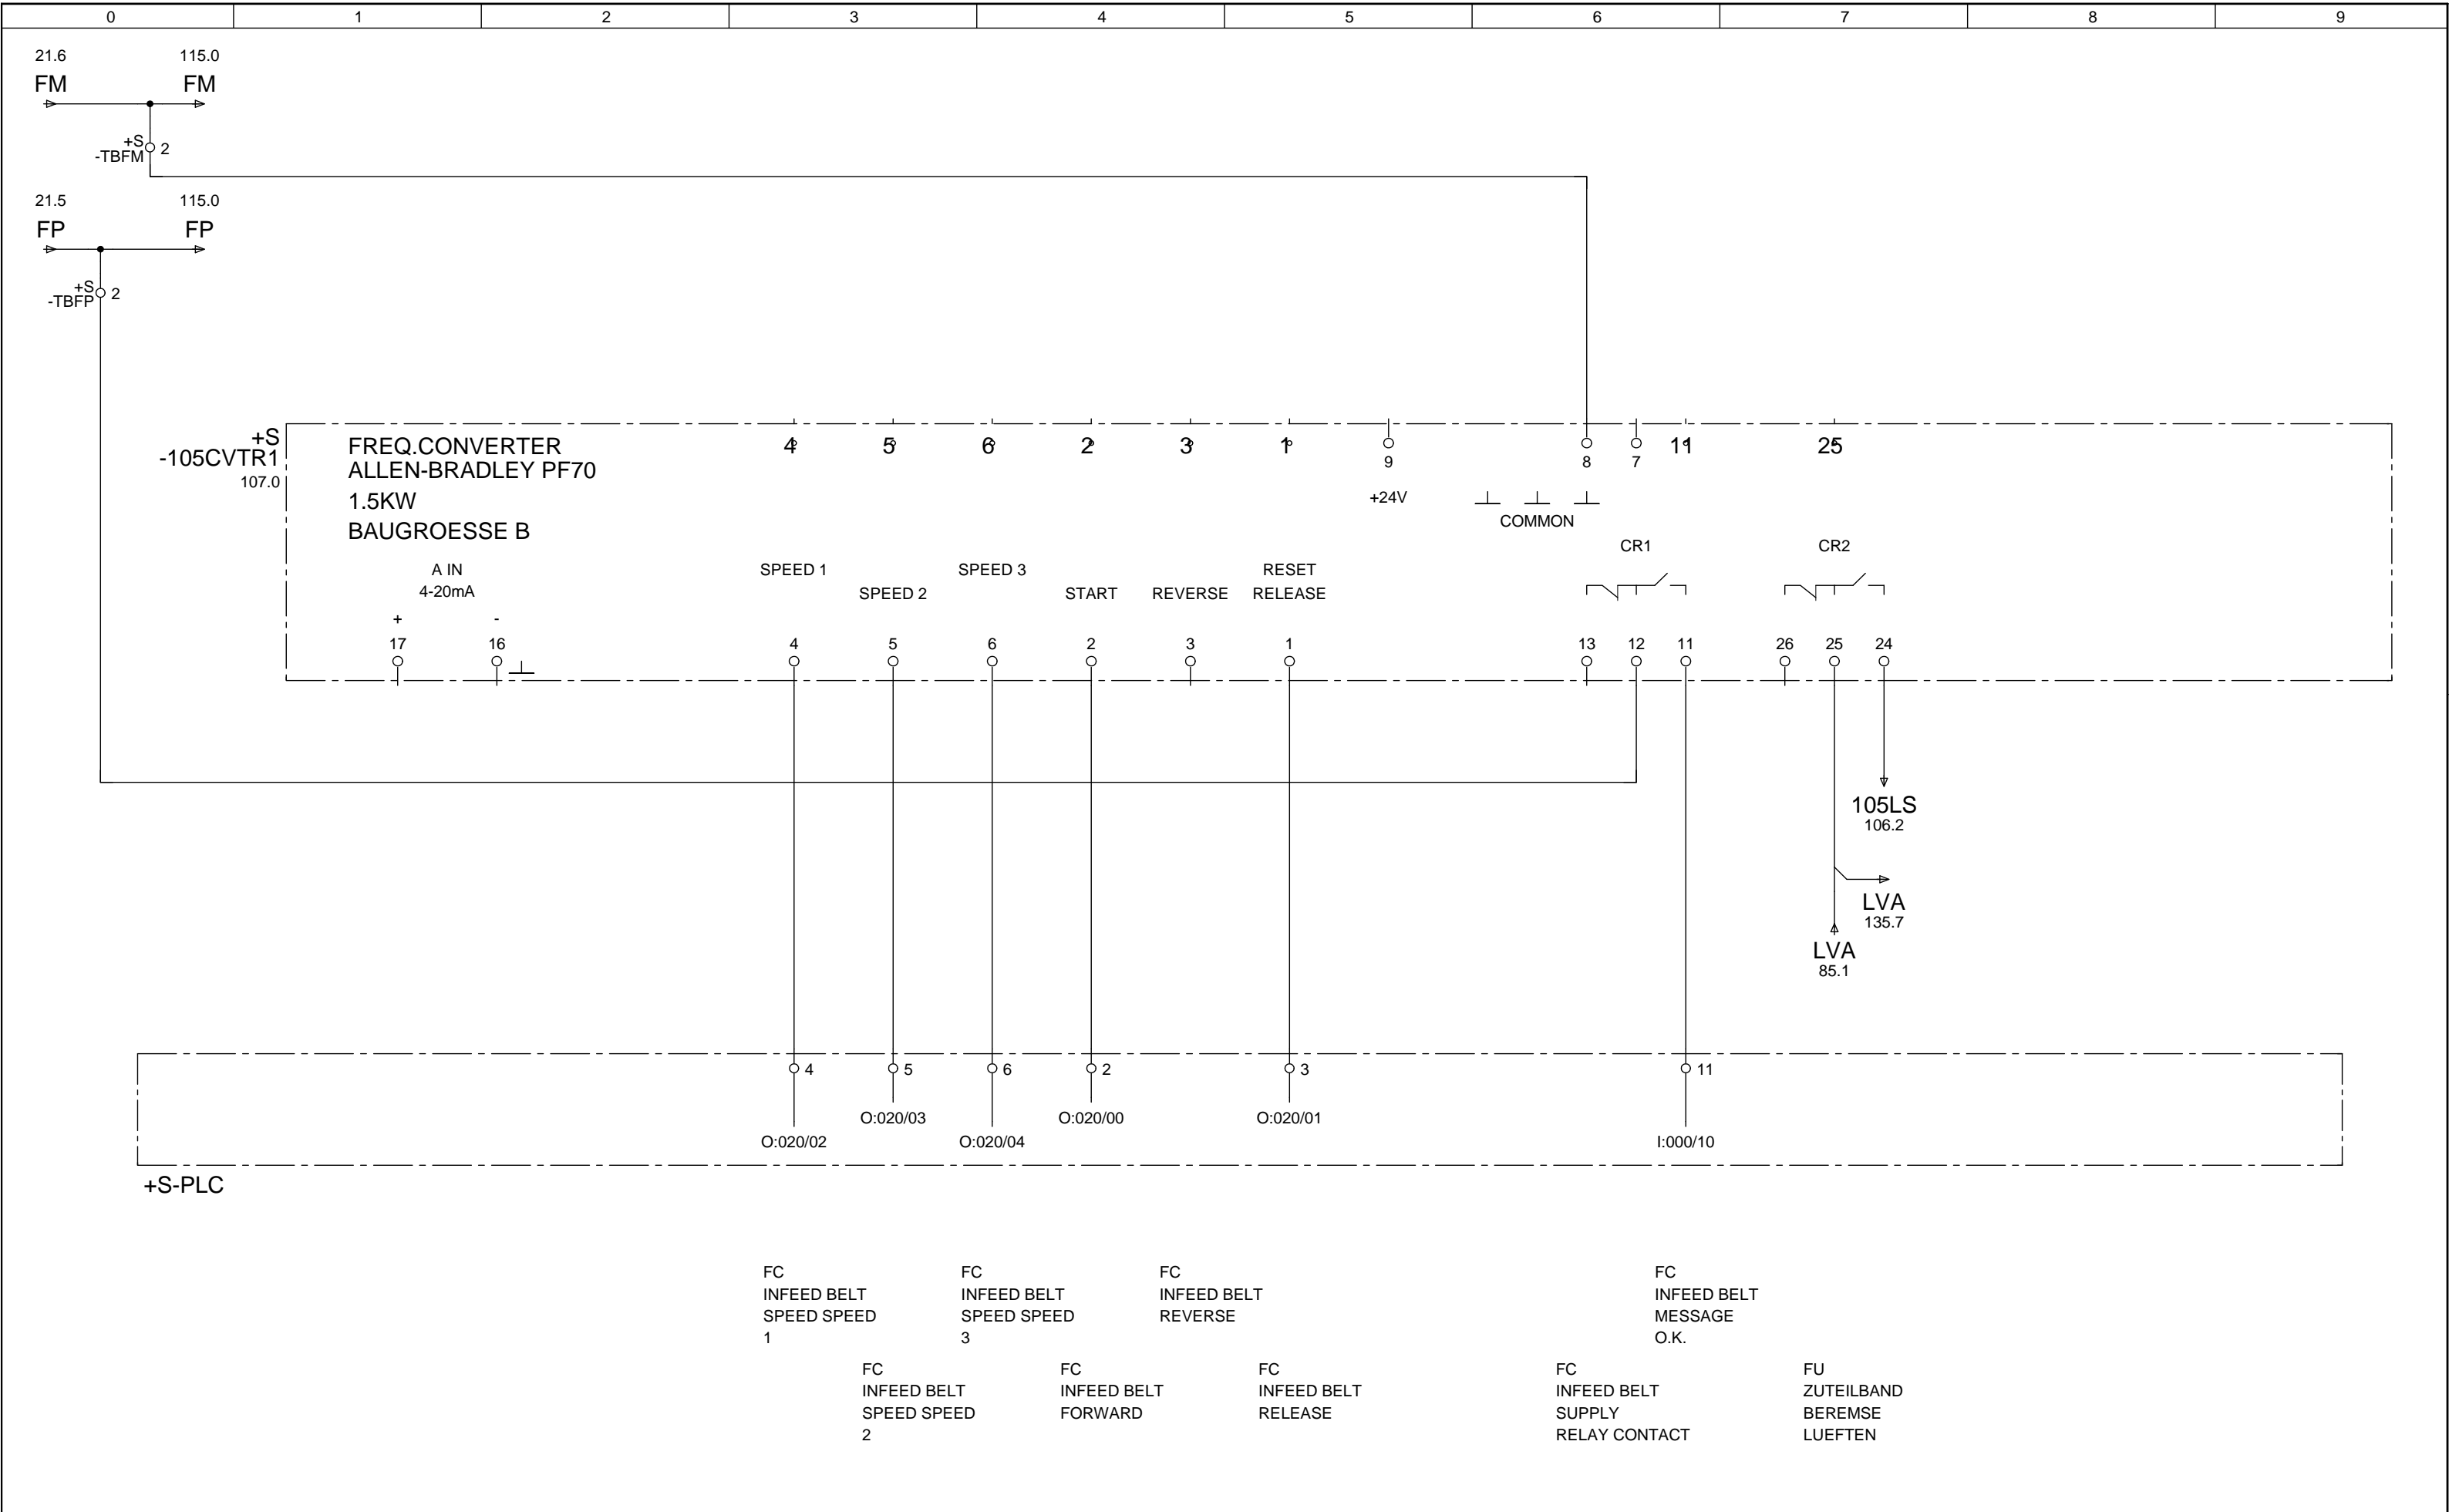 0 1 2 3 4 5 6 7 8 9
21.6 115.0
FM FM
+S
-TBFM 2
21.5 115.0
FP FP
+S
-TBFP 2
+S
-105CVTR1
107.0
FREQ.CONVERTER
ALLEN-BRADLEY PF70
1.5KW
BAUGROESSE B
4 5 6 2 3 1 11 25
9 8 7
+24V
COMMON
CR1 CR2
A IN
4-20mA
SPEED 1 SPEED 3 RESET
SPEED 2 START REVERSE RELEASE
+ -
17 16 4 5 6 2 3 1 13 12 11 26 25 24
105LS
106.2
LVA
135.7
LVA
85.1
4 5 6 2 3 11
O:020/03 O:020/00 O:020/01
O:020/02 O:020/04 I:000/10
+S-PLC
FC
INFEED BELT
SPEED SPEED
1
FC
INFEED BELT
SPEED SPEED
3
FC
INFEED BELT
REVERSE
FC
INFEED BELT
MESSAGE
O.K.
FC
INFEED BELT
SPEED SPEED
2
FC
INFEED BELT
FORWARD
FC
INFEED BELT
RELEASE
FC
INFEED BELT
SUPPLY
RELAY CONTACT
FU
ZUTEILBAND
BEREMSE
LUEFTEN